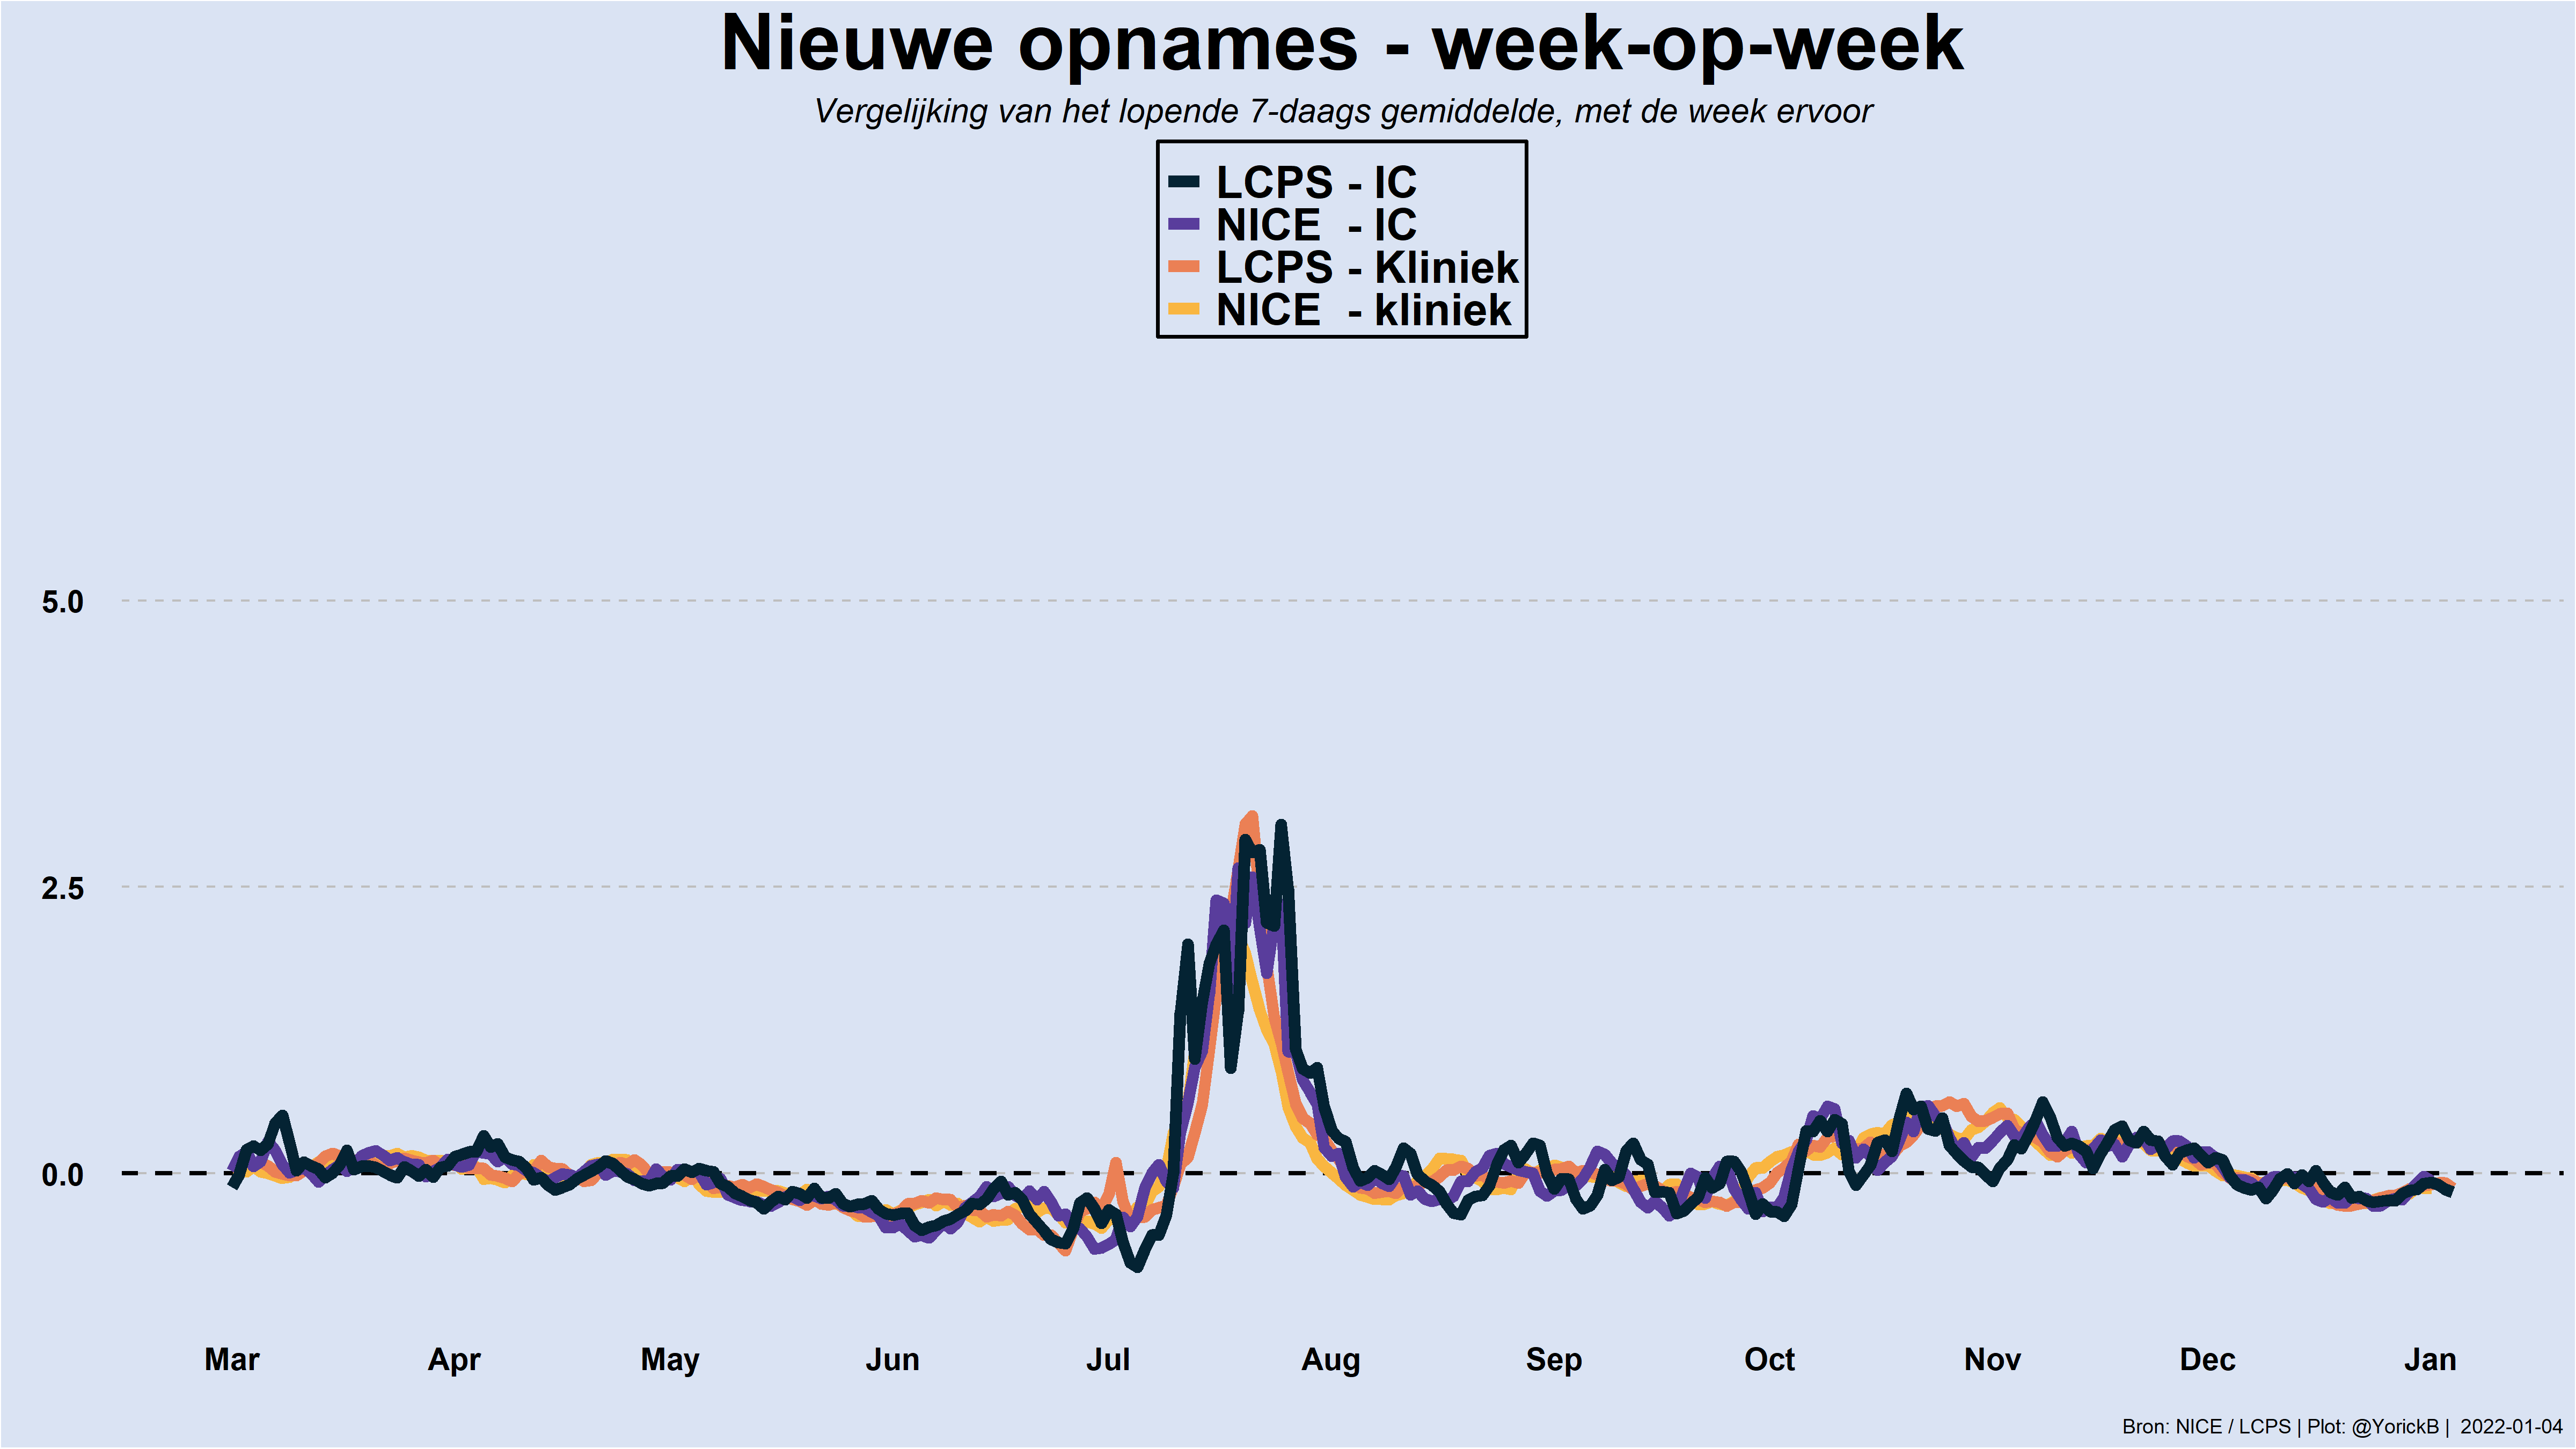 Nieuwe opnames - week-op-week
Vergelijking van het lopende 7-daags gemiddelde, met de week ervoor
LCPS - IC
NICE - IC
LCPS - Kliniek
NICE - kliniek
5.0
2.5
0.0
Mar Apr May Jun Jul Aug Sep Oct Nov Dec Jan
Bron: NICE / LCPS | Plot: @YorickB | 2022-01-04